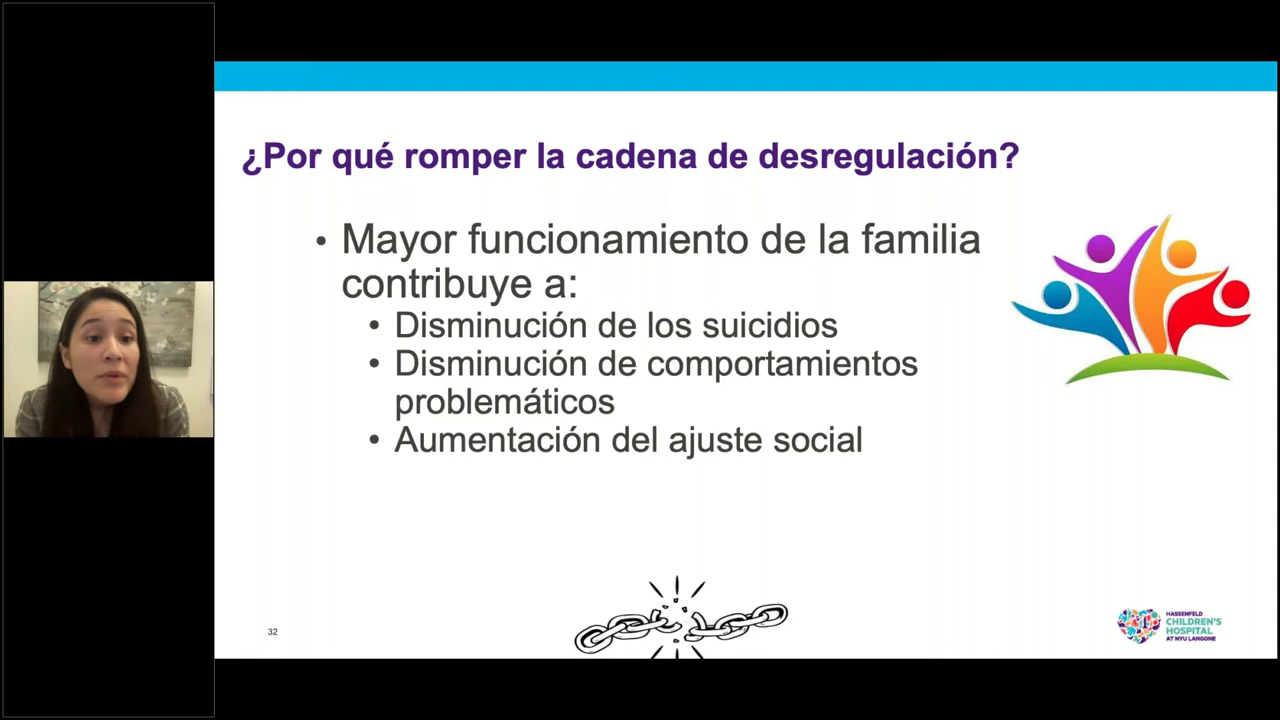 ¿Por qué romper la cadena de desregulación?
• Mayor funcionamiento de la familia
contribuye a:
• Disminución de los suicidios
• Disminución de comportamientos
problemáticos
• Aumentación del ajuste social
32
HASSENFELD
CHILDREN'S
HOSPITAL
AT NYU LANGONE